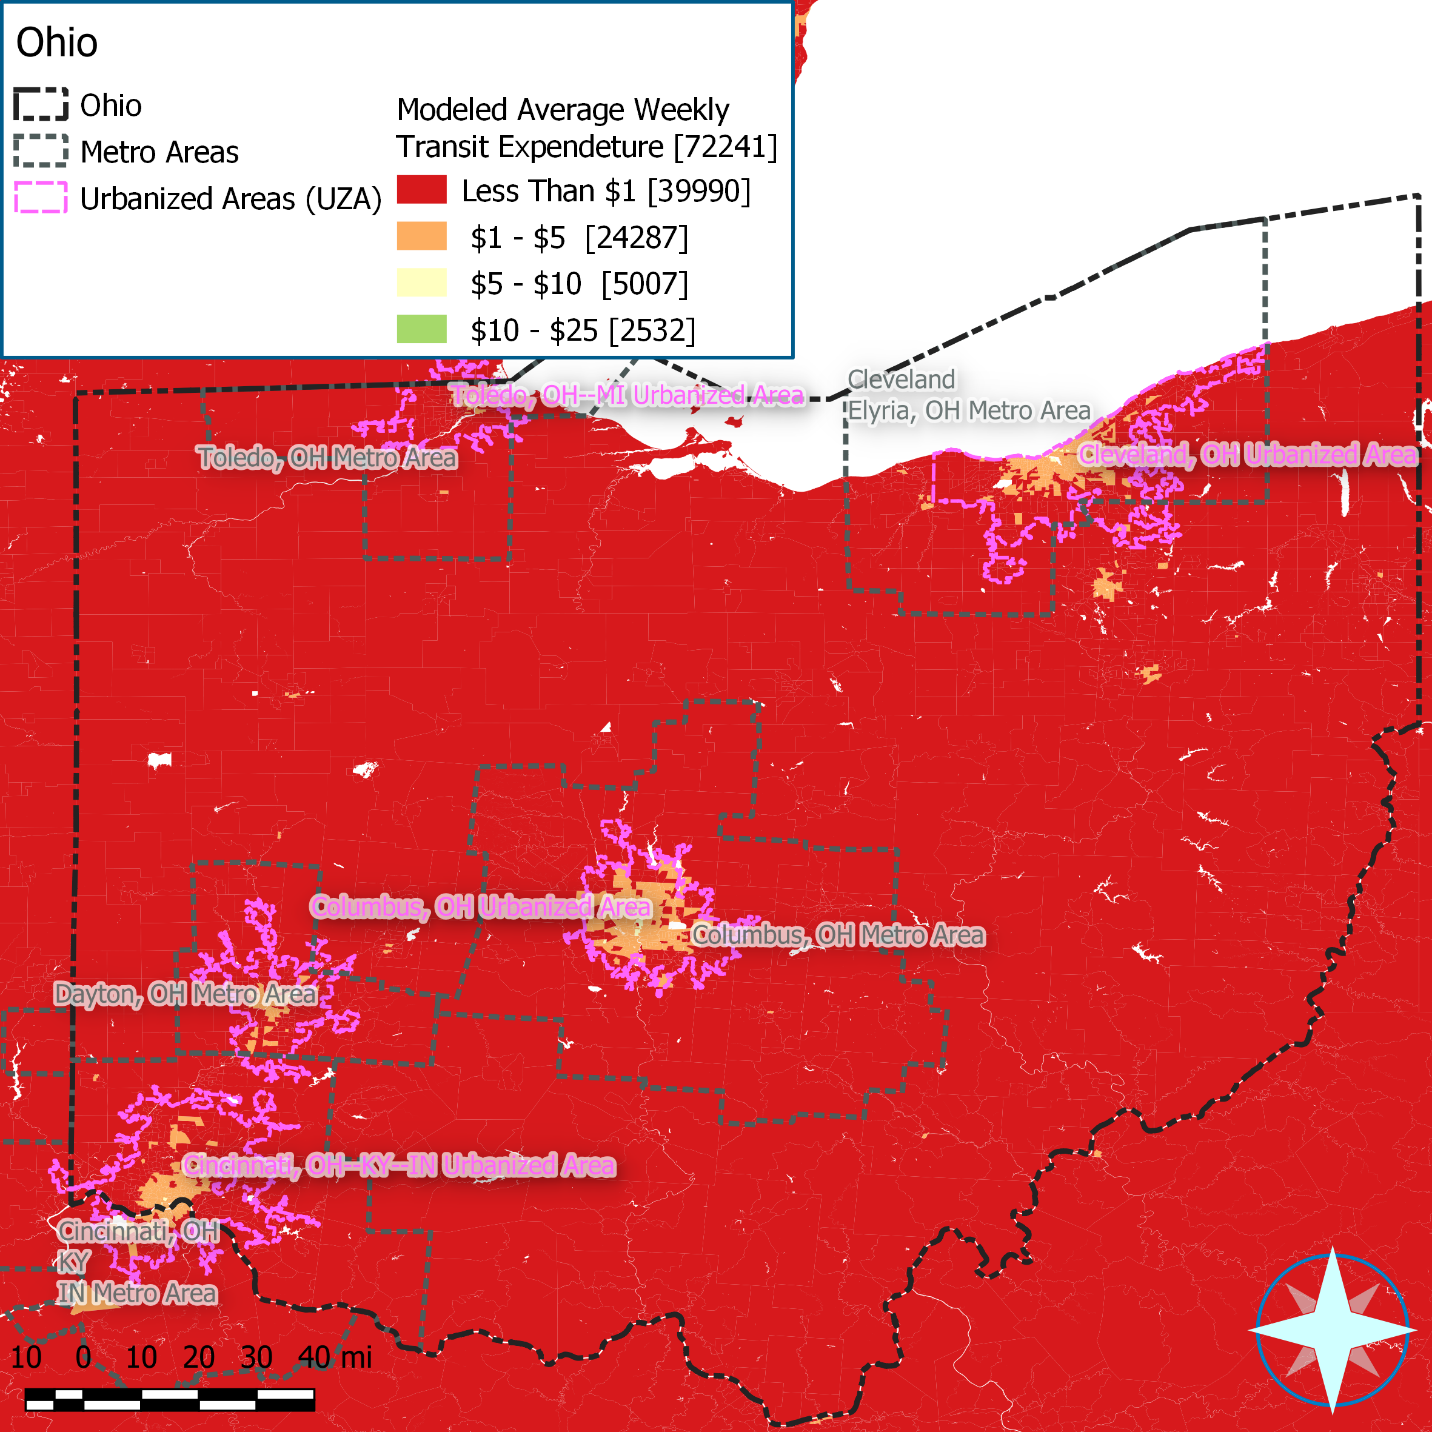 Ohio
Ohio
Metro Areas
Urbanized Areas (UZA)
Modeled Average Weekly
Transit Expendeture [72241]
Less Than $1 [39990]
$1 - $5 [24287]
$5 - $10 [5007]
$10 - $25 [2532]
Toledo, OH--MI Urbanized Area
Cleveland
Elyria, OH Metro Area
Toledo, OH Metro Area
Cleveland, OH Urbanized Area
Columbus, OH Urbanized Area
Columbus, OH Metro Area
Dayton, OH Metro Area
Cincinnati, OH--KY--IN Urbanized Area
Cincinnati, OH
KY
IN Metro Area
10 0 10 20 30 40 mi